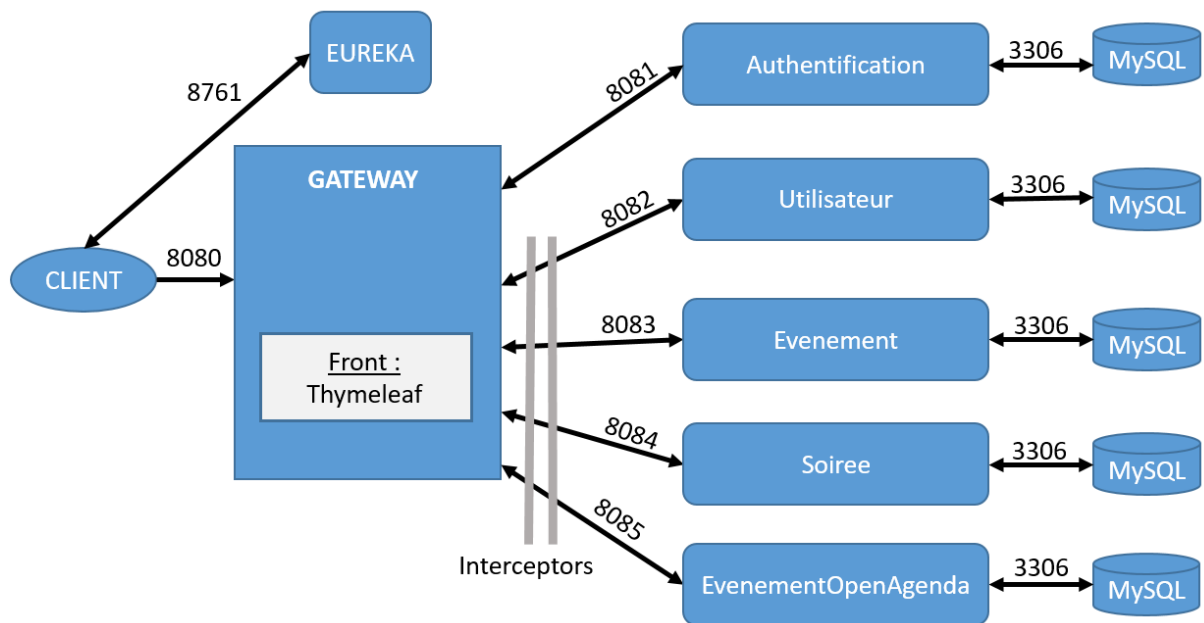 EUREKA
8761
8081
Authentification
3306
MySQL
GATEWAY
8082
Utilisateur
3306
MySQL
CLIENT
8080
Front :
Thymeleaf
8083
Evenement
3306
MySQL
8084
Soiree
3306
MySQL
8085
Interceptors
EvenementOpenAgenda
3306
MySQL